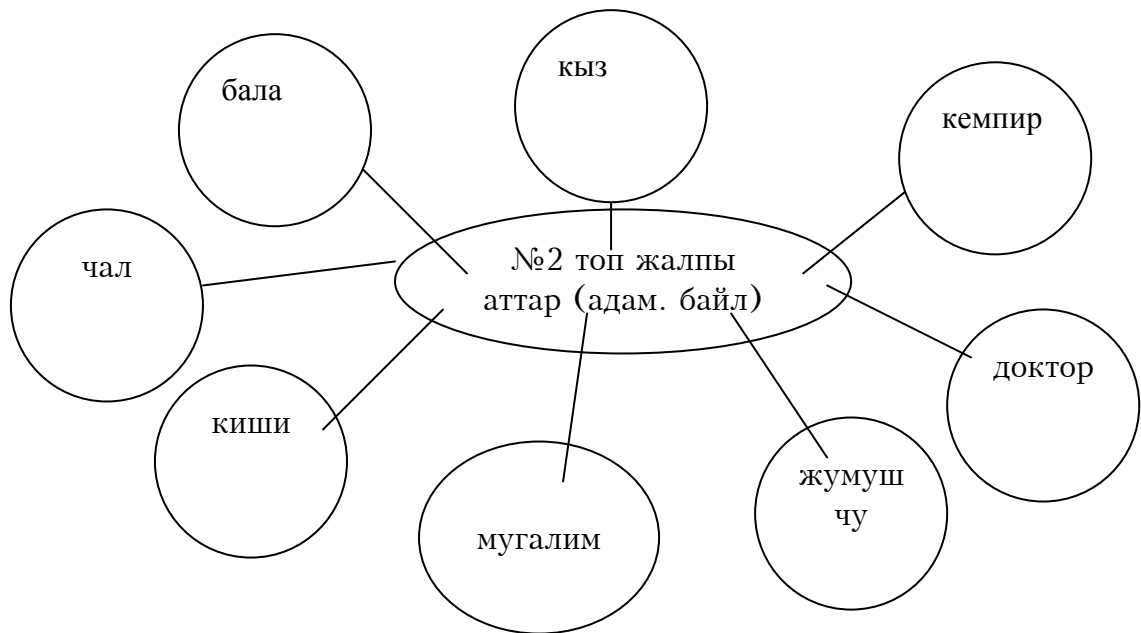 кыз
бала
кемпир
чал
№2 топ жалпы
аттар (адам. байл)
доктор
киши
жумуш
чу
мугалим